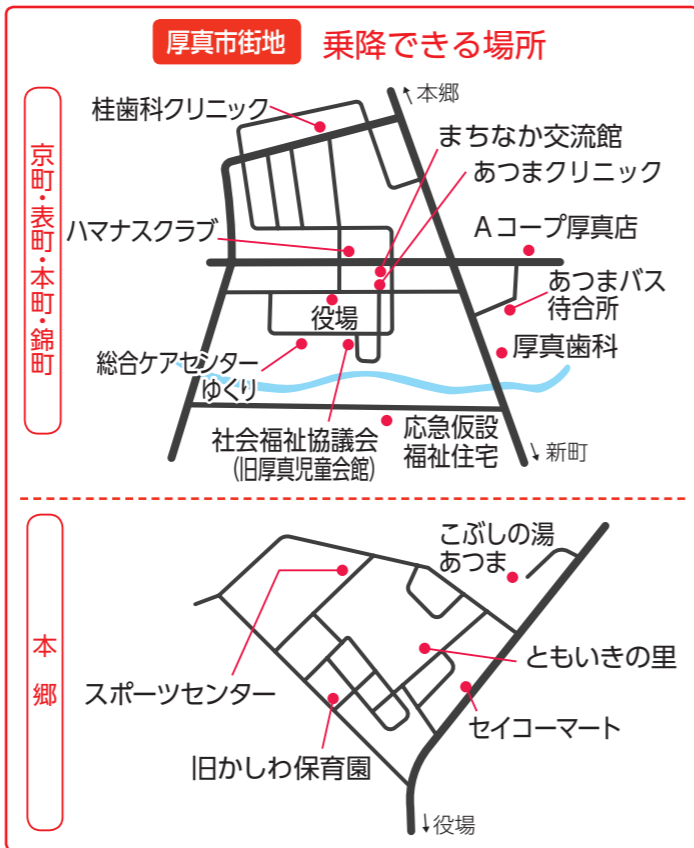 厚真市街地 乗降できる場所
京町・表町・本町・錦町
↑本郷
桂歯科クリニック
まちなか交流館
あつまクリニック
ハマナスクラブ
Aコープ厚真店
あつまバス
待合所
役場
厚真歯科
総合ケアセンター
ゆくり
社会福祉協議会
(旧厚真児童会館)
応急仮設
福祉住宅
↓新町
本郷
こぶしの湯
あつま
ともいきの里
スポーツセンター
セイコーマート
旧かしわ保育園
↓役場